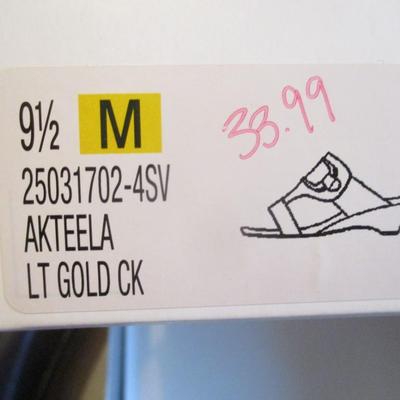 9½ M
33.99
25031702-4SV
AKTEELA
LT GOLD CK